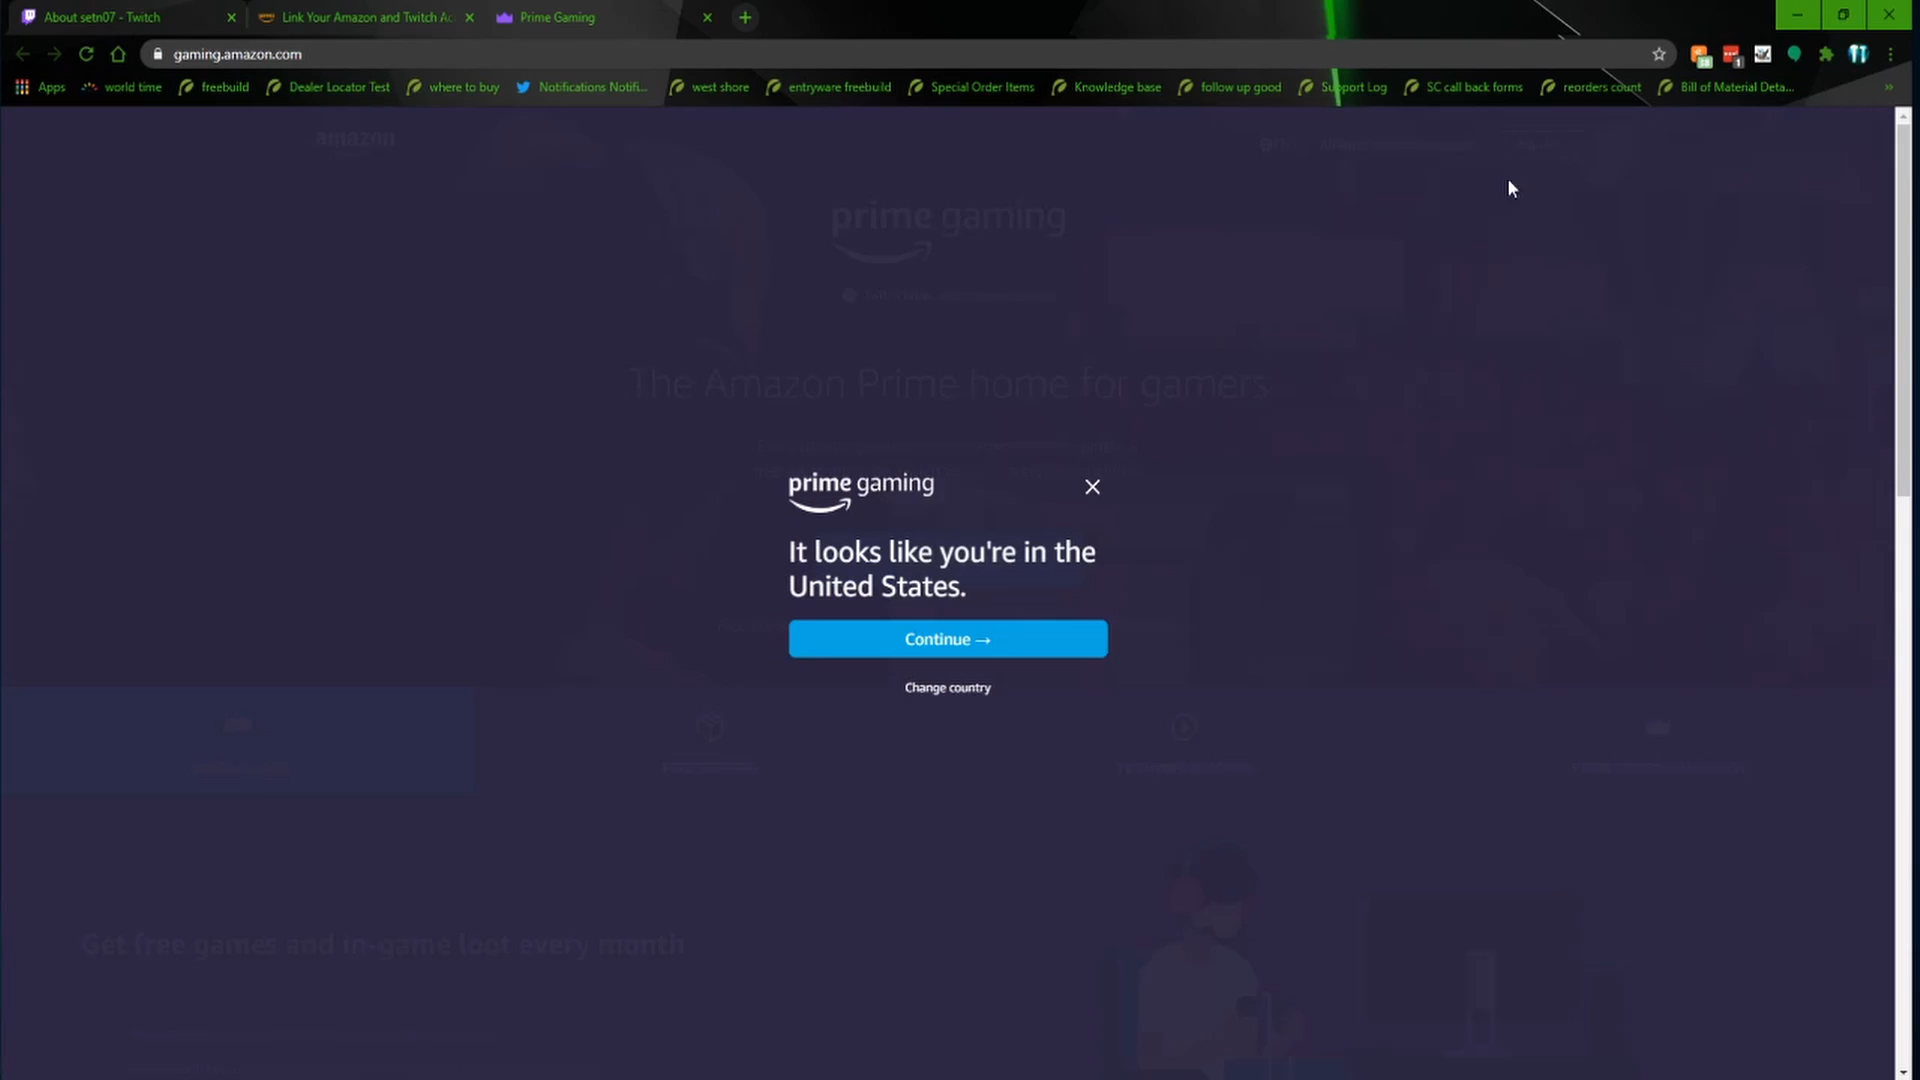 About setn07 - Twitch
Link Your Amazon and Twitch Ac
Prime Gaming
gaming.amazon.com
Apps
world time
freebuild
Dealer Locator Test
where to buy
Notifications Notifi...
west shore
entryware freebuild
Special Order Items
Knowledge base
follow up good
Support Log
SC call back forms
reorders count
Bill of Material Deta...
»
amazon
prime gaming
The Amazon Prime home for gamers
prime gaming
It looks like you're in the
United States.
Continue →
Change country
Get free games and in-game loot every month